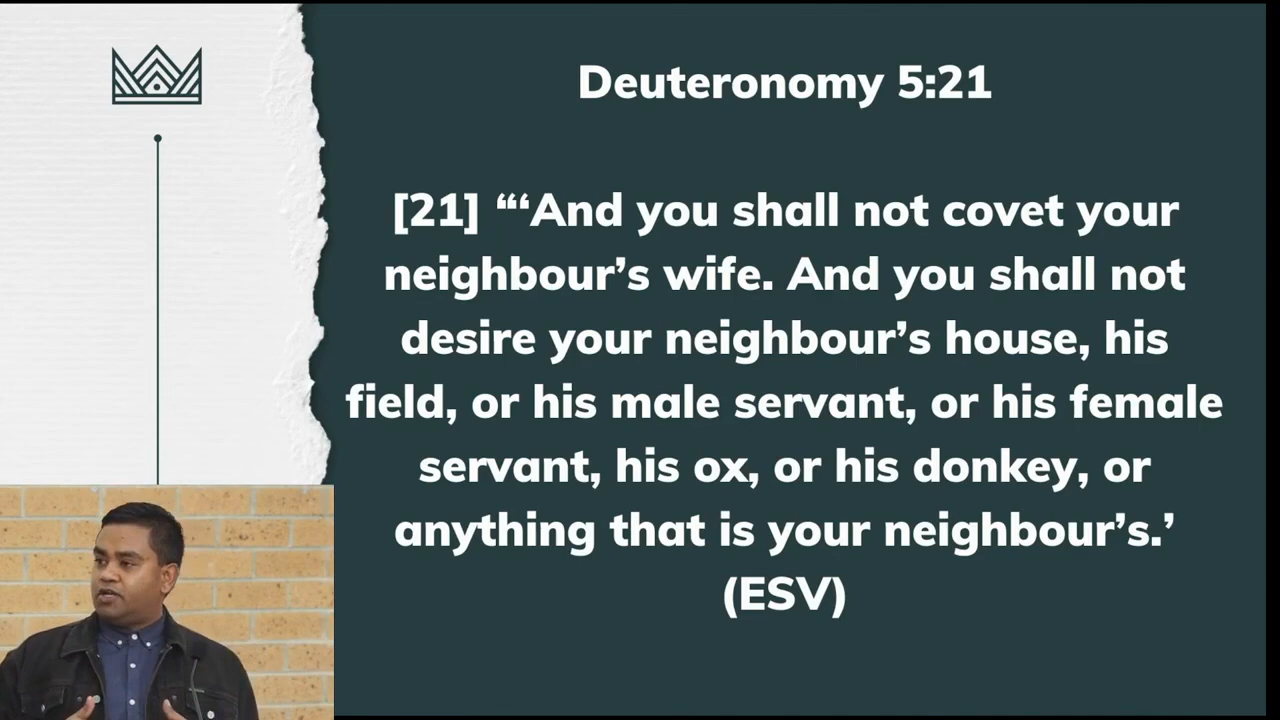 Deuteronomy 5:21
[21] “‘And you shall not covet your
neighbour’s wife. And you shall not
desire your neighbour’s house, his
field, or his male servant, or his female
servant, his ox, or his donkey, or
anything that is your neighbour’s.’
(ESV)